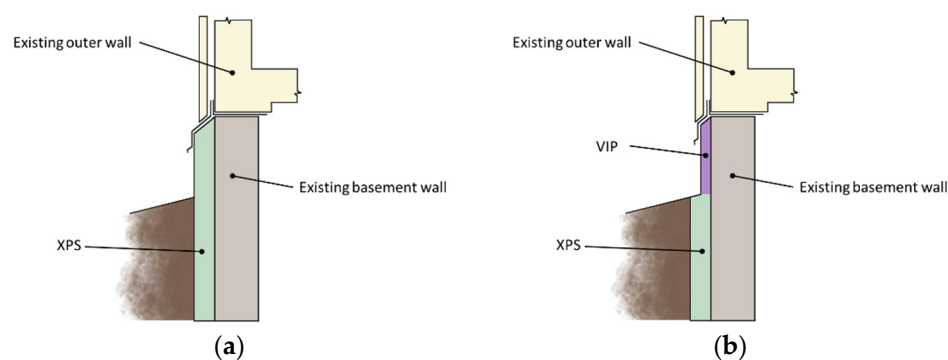 Existing outer wall
Existing basement wall
XPS
(a)
Existing outer wall
VIP
Existing basement wall
XPS
(b)